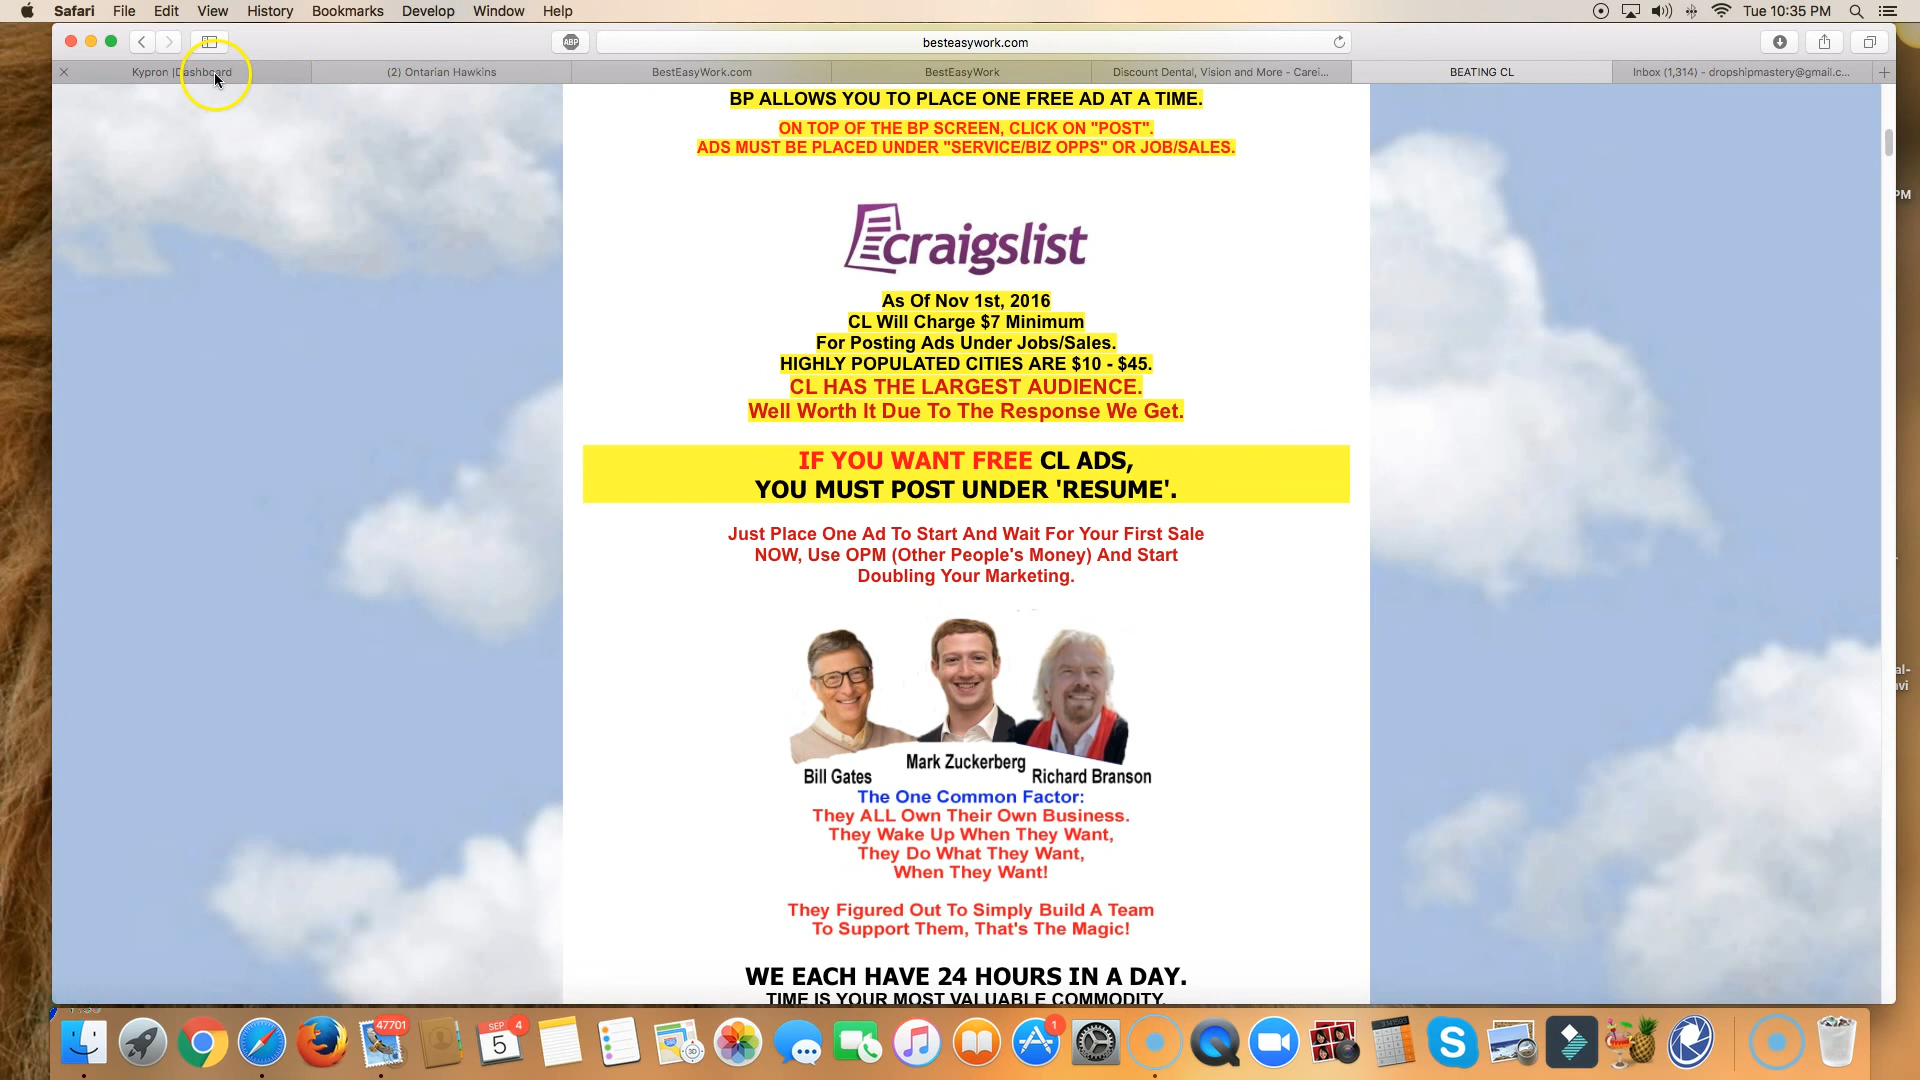 Safari File Edit View History Bookmarks Develop Window Help
Tue 10:35 PM
ABP
besteasywork.com
Kypron |Dashboard
(2) Ontarian Hawkins
BestEasyWork.com
BestEasyWork
Discount Dental, Vision and More - Carei...
BEATING CL
Inbox (1,314) - dropshipmastery@gmail.c...
BP ALLOWS YOU TO PLACE ONE FREE AD AT A TIME.
ON TOP OF THE BP SCREEN, CLICK ON "POST".
ADS MUST BE PLACED UNDER "SERVICE/BIZ OPPS" OR JOB/SALES.
PM
craigslist
As Of Nov 1st, 2016
CL Will Charge $7 Minimum
For Posting Ads Under Jobs/Sales.
HIGHLY POPULATED CITIES ARE $10 - $45.
CL HAS THE LARGEST AUDIENCE.
Well Worth It Due To The Response We Get.
IF YOU WANT FREE CL ADS,
YOU MUST POST UNDER 'RESUME'.
Just Place One Ad To Start And Wait For Your First Sale
NOW, Use OPM (Other People's Money) And Start
Doubling Your Marketing.
al-
vi
Bill Gates
Mark Zuckerberg
Richard Branson
The One Common Factor:
They ALL Own Their Own Business.
They Wake Up When They Want,
They Do What They Want,
When They Want!
They Figured Out To Simply Build A Team
To Support Them, That's The Magic!
WE EACH HAVE 24 HOURS IN A DAY.
TIME IS YOUR MOST VALUABLE COMMODITY.
47701
SEP
4
5
3D
1